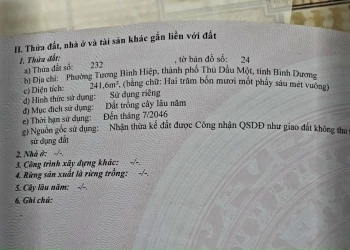 II. Thửa đất, nhà ở và tài sản khác gắn liền với đất
1. Thửa đất:
a) Thửa đất số: 232 , tờ bản đồ số: 24
b) Địa chỉ: Phường Tương Bình Hiệp, thành phố Thủ Dầu Một, tỉnh Bình Dương
c) Diện tích: 241,6m², (bằng chữ: Hai trăm bốn mươi một phẩy sáu mét vuông)
d) Hình thức sử dụng: Sử dụng riêng
đ) Mục đích sử dụng: Đất trồng cây lâu năm
e) Thời hạn sử dụng: Đến tháng 7/2046
g) Nguồn gốc sử dụng: Nhận thừa kế đất được Công nhận QSDĐ như giao đất không thu
sử dụng đất
2. Nhà ở: -/-.
3. Công trình xây dựng khác: -/-.
4. Rừng sản xuất là rừng trồng: -/-.
5. Cây lâu năm: -/-.
6. Ghi chú: